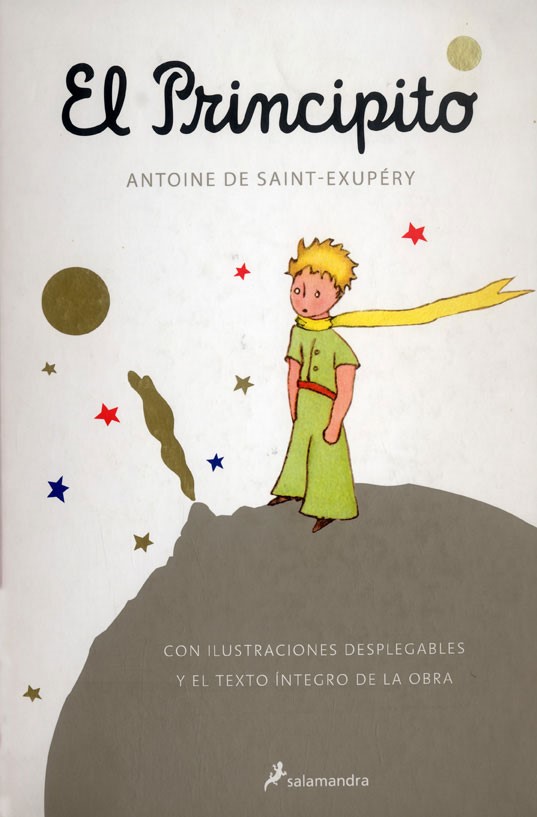 El Principito
ANTOINE DE SAINT-EXUPÉRY
CON ILUSTRACIONES DESPLEGABLES
Y EL TEXTO ÍNTEGRO DE LA OBRA
salamandra